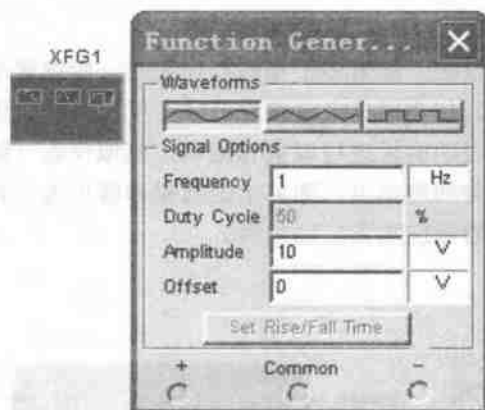 XFG1
Function Gener...
Waveforms
Signal Options
Frequency 1 Hz
Duty Cycle 50 %
Amplitude 10 V
Offset 0 V
Set Rise/Fall Time
+ Common -